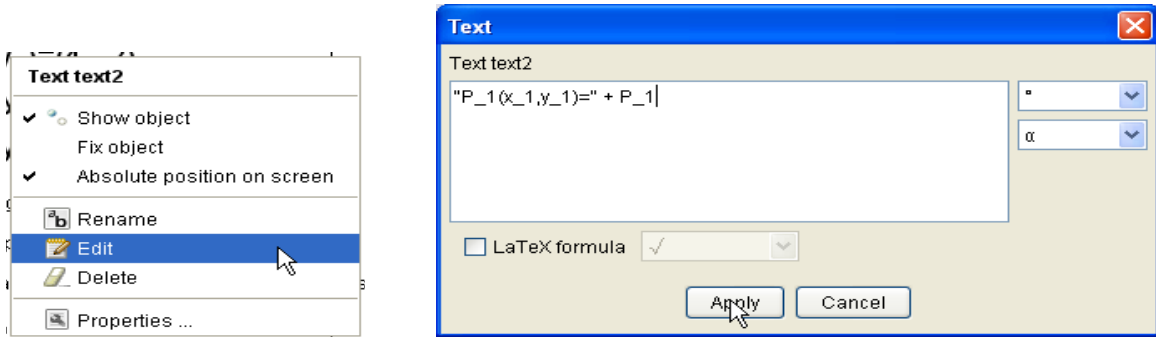 Text text2
Show object
Fix object
Absolute position on screen
Rename
Edit
Delete
Properties ...
Text
Text text2
"P_1(x_1,y_1)=" + P_1
°
α
LaTeX formula √
Apply Cancel